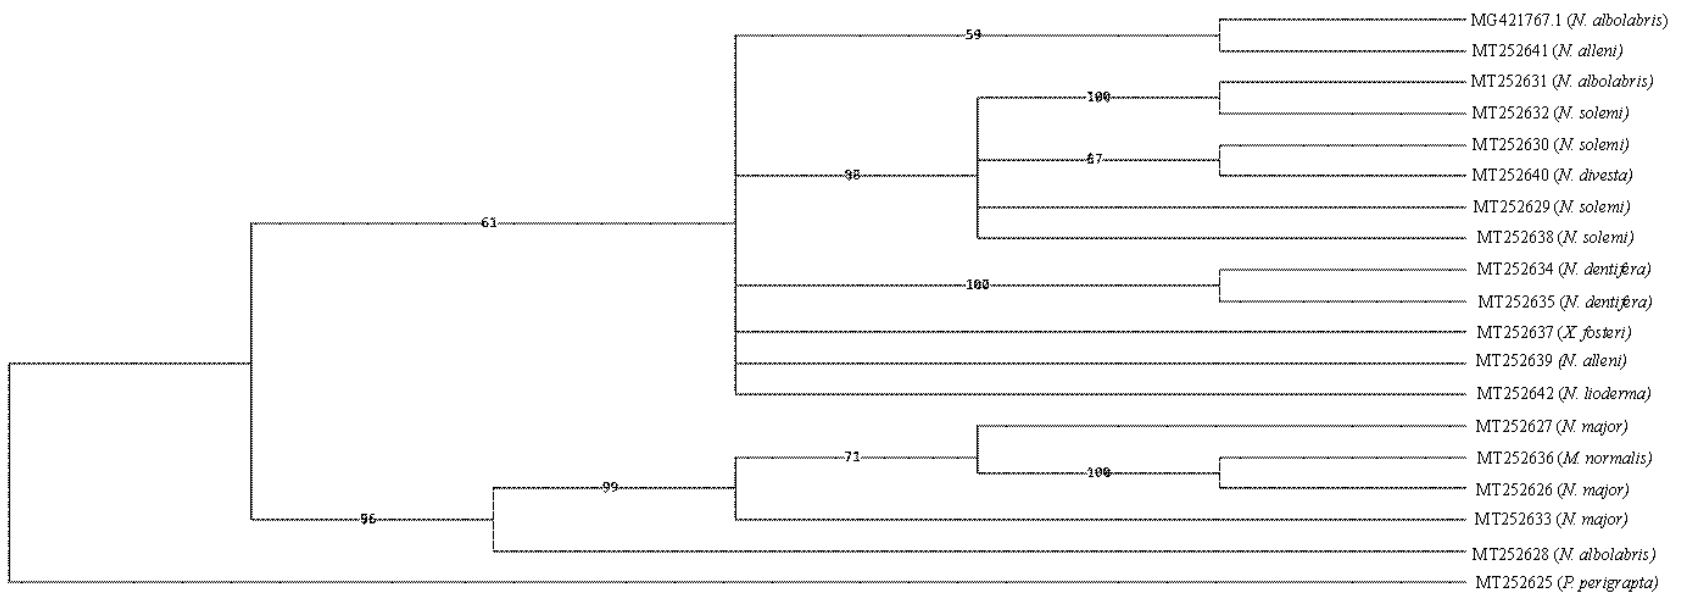 MG421767.1 (N. albolabris)
59
MT252641 (N. alleni)
MT252631 (N. albolabris)
100
MT252632 (N. solemi)
MT252630 (N. solemi)
MT252640 (N. divesta)
98
MT252629 (N. solemi)
61
MT252638 (N. solemi)
MT252634 (N. dentifera)
100
MT252635 (N. dentifera)
MT252637 (X. fosteri)
MT252639 (N. alleni)
MT252642 (N. lioderma)
MT252627 (N. major)
71
MT252636 (M. normalis)
100
99
MT252626 (N. major)
96
MT252633 (N. major)
MT252628 (N. albolabris)
MT252625 (P. perigrapta)